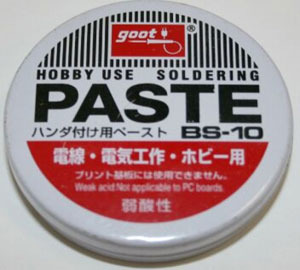 goot ®
HOBBY USE SOLDERING
PASTE
ハンダ付け用ペースト BS-10
電線・電気工作・ホビー用
プリント基板には使用できません。
Weak acid:Not applicable to PC boards.
弱酸性